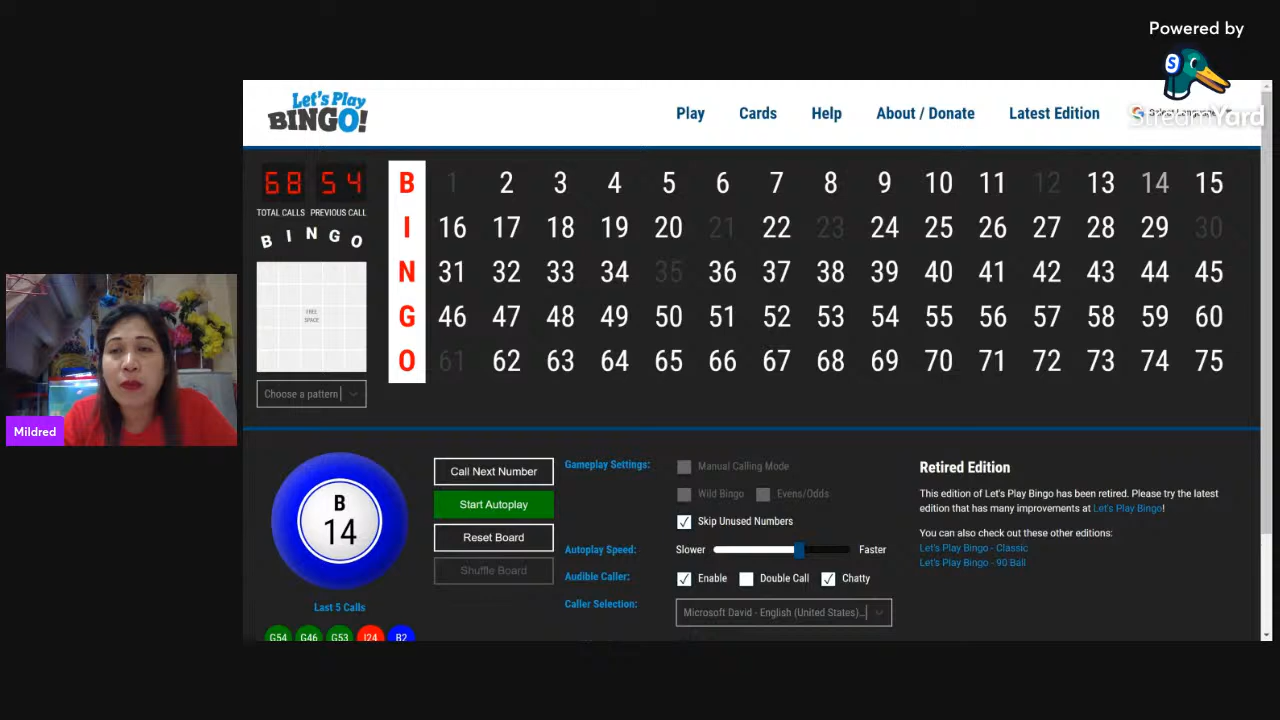 Powered by
StreamYard
Let's Play
BINGO!
Play Cards Help About / Donate Latest Edition Select Language
68 54
TOTAL CALLS PREVIOUS CALL
B I N G O
FREE
SPACE
Choose a pattern
B 1 2 3 4 5 6 7 8 9 10 11 12 13 14 15
I 16 17 18 19 20 21 22 23 24 25 26 27 28 29 30
N 31 32 33 34 35 36 37 38 39 40 41 42 43 44 45
G 46 47 48 49 50 51 52 53 54 55 56 57 58 59 60
O 61 62 63 64 65 66 67 68 69 70 71 72 73 74 75
Mildred
B
14
Last 5 Calls
G54 G46 G53 I24 B2
Call Next Number
Start Autoplay
Reset Board
Shuffle Board
Gameplay Settings:
Manual Calling Mode
Wild Bingo Evens/Odds
Skip Unused Numbers
Autoplay Speed: Slower Faster
Audible Caller: Enable Double Call Chatty
Caller Selection: Microsoft David - English (United States)...
Retired Edition
This edition of Let's Play Bingo has been retired. Please try the latest
edition that has many improvements at Let's Play Bingo!
You can also check out these other editions:
Let's Play Bingo - Classic
Let's Play Bingo - 90 Ball